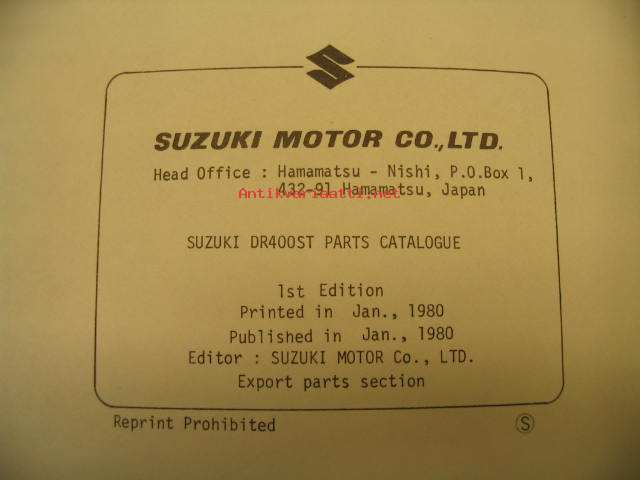 SUZUKI MOTOR CO.,LTD.
Head Office : Hamamatsu - Nishi, P.O.Box 1,
432-91 Hamamatsu, Japan
Antikvariaatti.net
SUZUKI DR400ST PARTS CATALOGUE
1st Edition
Printed in Jan., 1980
Published in Jan., 1980
Editor : SUZUKI MOTOR Co., LTD.
Export parts section
Reprint Prohibited
S